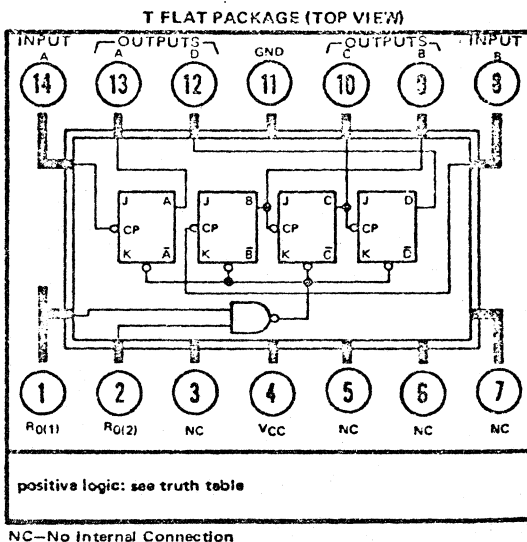 T FLAT PACKAGE (TOP VIEW)
INPUT A OUTPUTS A D GND OUTPUTS C B INPUT B
14 13 12 11 10 9 8
J A J B J C J D
CP CP CP CP
K A̅ K B̅ K C̅ K D̅
1 2 3 4 5 6 7
R0(1) R0(2) NC VCC NC NC NC
positive logic: see truth table
NC—No Internal Connection